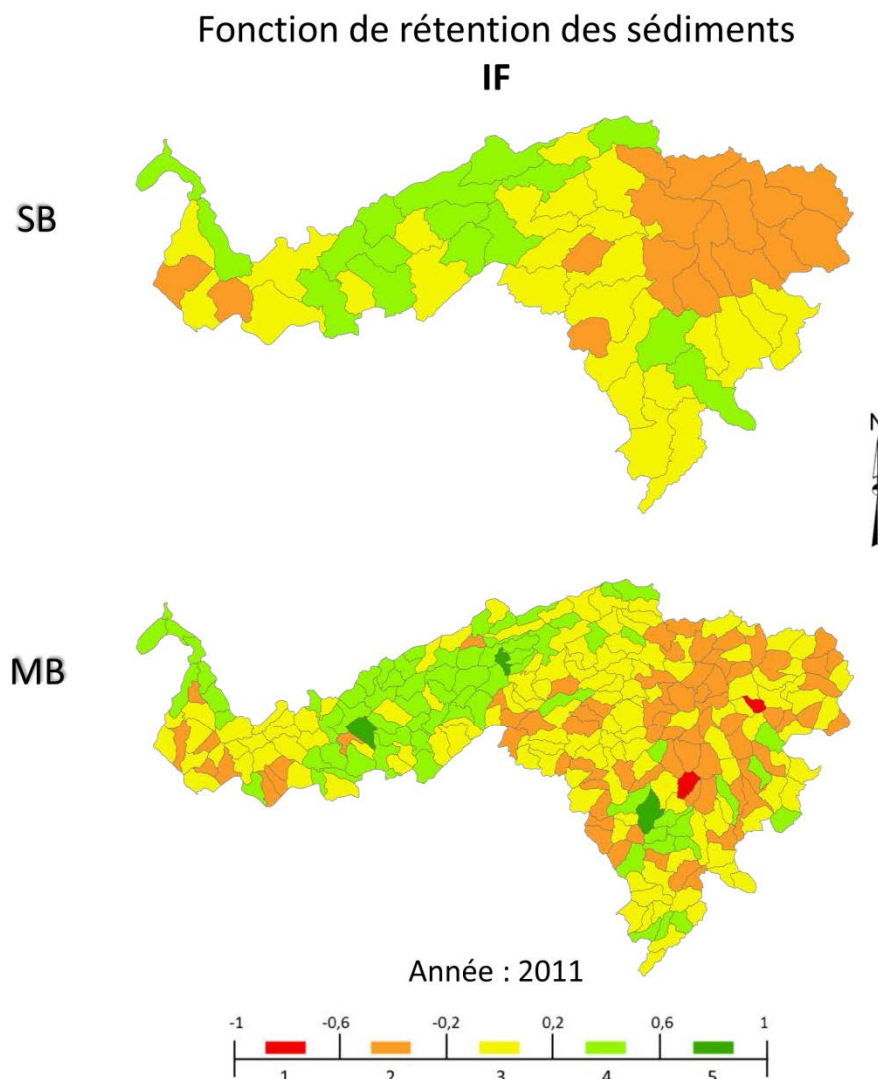 Fonction de rétention des sédiments
IF
SB
N
MB
Année : 2011
-1 -0,6 -0,2 0,2 0,6 1
1 2 3 4 5